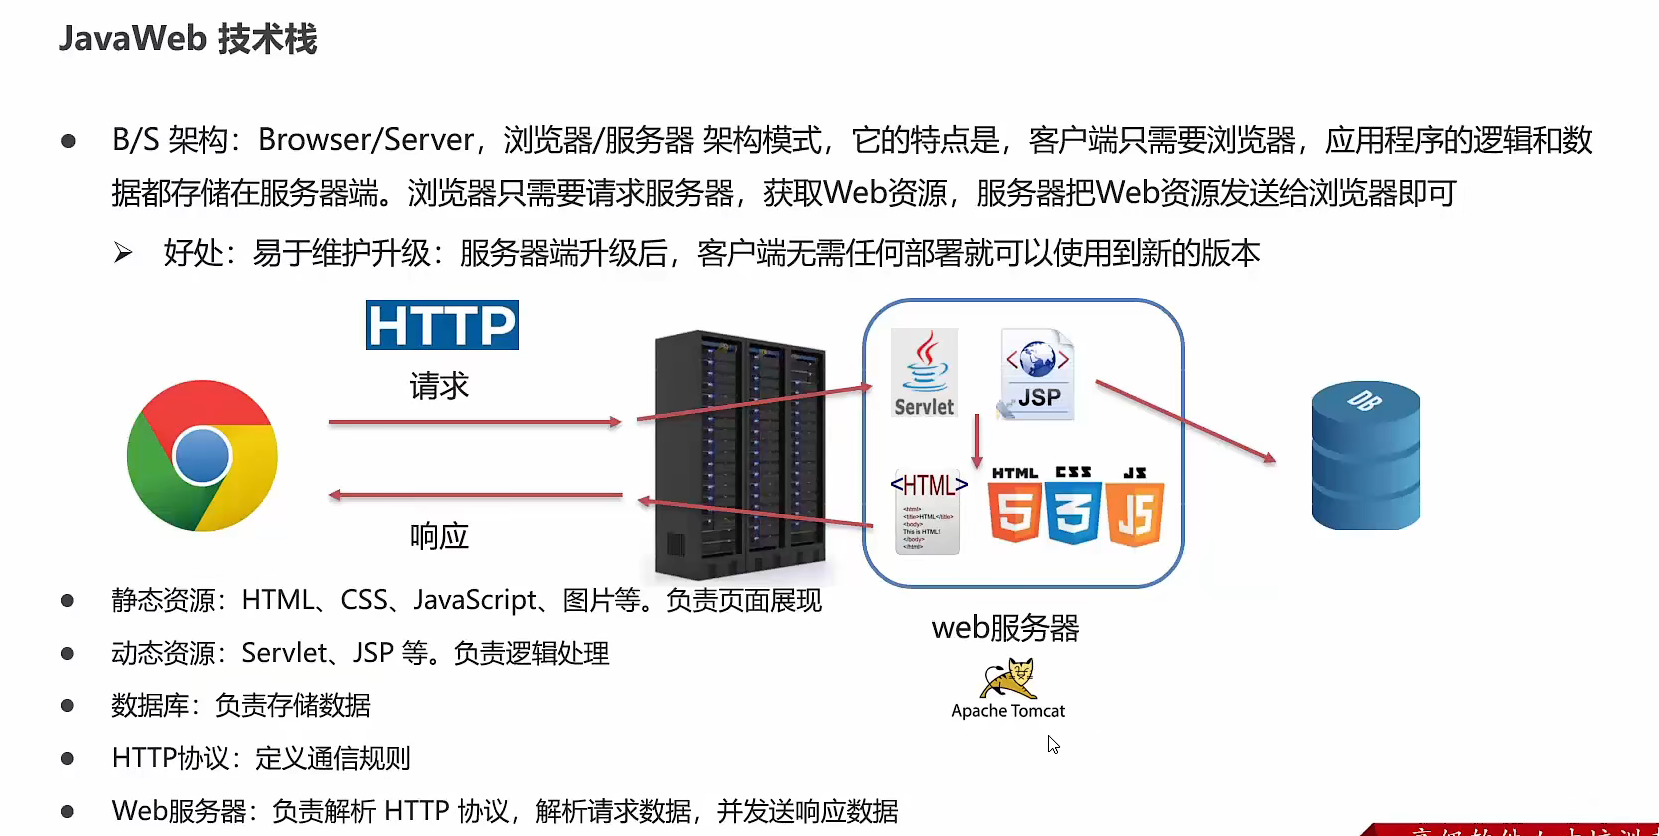 JavaWeb 技术栈
B/S 架构：Browser/Server，浏览器/服务器 架构模式，它的特点是，客户端只需要浏览器，应用程序的逻辑和数
据都存储在服务器端。浏览器只需要请求服务器，获取Web资源，服务器把Web资源发送给浏览器即可
好处：易于维护升级：服务器端升级后，客户端无需任何部署就可以使用到新的版本
HTTP
请求
响应
Servlet
JSP
<HTML>
<html>
<title>HTML</title>
<body>
This is HTML!
</body>
</html>
HTML
5
CSS
3
JS
JS
DB
web服务器
Apache Tomcat
静态资源：HTML、CSS、JavaScript、图片等。负责页面展现
动态资源：Servlet、JSP 等。负责逻辑处理
数据库：负责存储数据
HTTP协议：定义通信规则
Web服务器：负责解析 HTTP 协议，解析请求数据，并发送响应数据